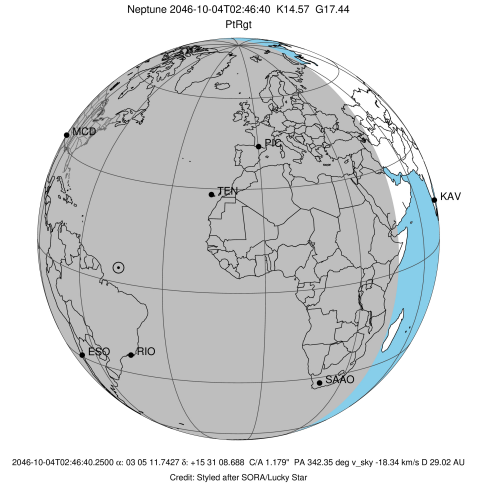 Neptune 2046-10-04T02:46:40  K14.57  G17.44
PtRgt
MCD
PIC
TEN
KAV
ESO
RIO
SAAO
2046-10-04T02:46:40.2500 α: 03 05 11.7427 δ: +15 31 08.688  C/A 1.179"  PA 342.35 deg v_sky -18.34 km/s D 29.02 AU
Credit: Styled after SORA/Lucky Star